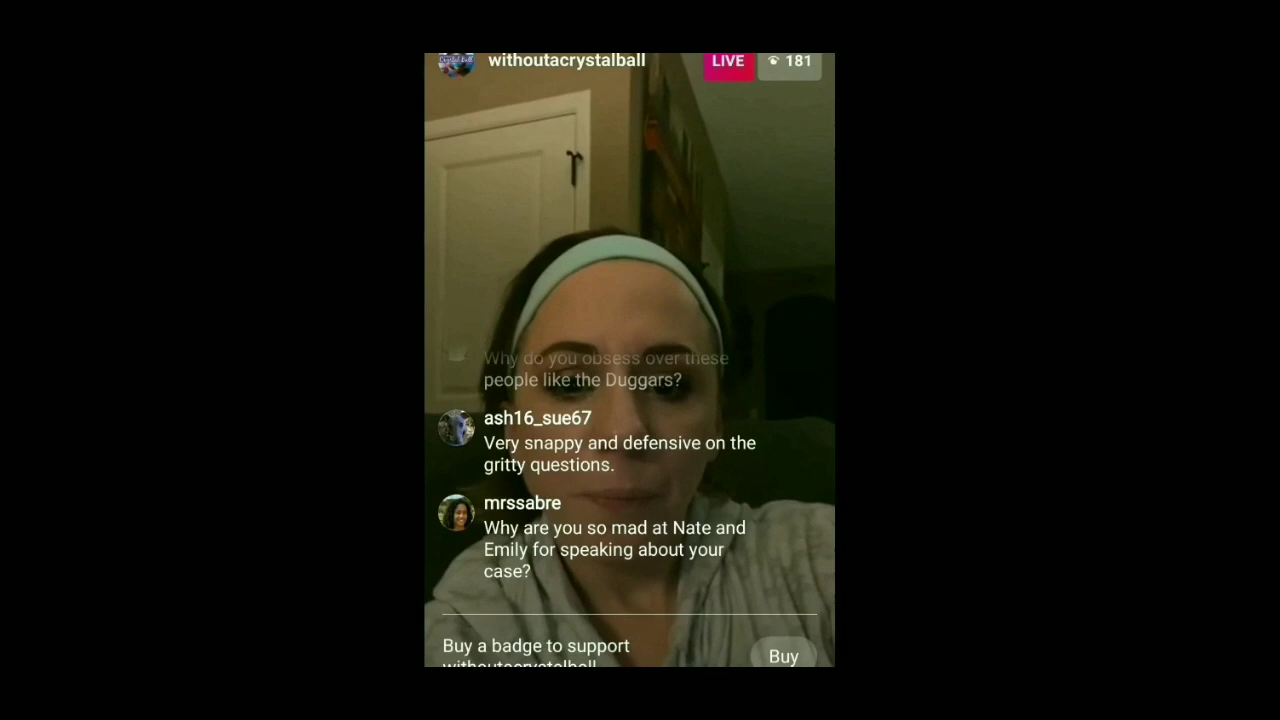 withoutacrystalball LIVE 181
Why do you obsess over these
people like the Duggars?
ash16_sue67
Very snappy and defensive on the
gritty questions.
mrssabre
Why are you so mad at Nate and
Emily for speaking about your
case?
Buy a badge to support
withoutacrystalball
Buy